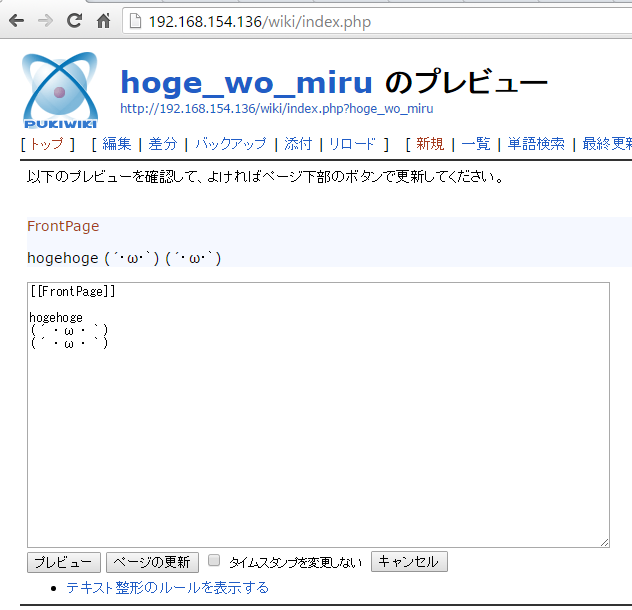 192.168.154.136/wiki/index.php
PUKIWIKI
hoge_wo_miru のプレビュー
http://192.168.154.136/wiki/index.php?hoge_wo_miru
[ トップ ] [ 編集 | 差分 | バックアップ | 添付 | リロード ] [ 新規 | 一覧 | 単語検索 | 最終更新
以下のプレビューを確認して、よければページ下部のボタンで更新してください。
FrontPage
hogehoge (´･ω･`) (´･ω･`)
[[FrontPage]]
hogehoge
(´・ω・`)
(´・ω・`)
プレビュー ページの更新 タイムスタンプを変更しない キャンセル
• テキスト整形のルールを表示する